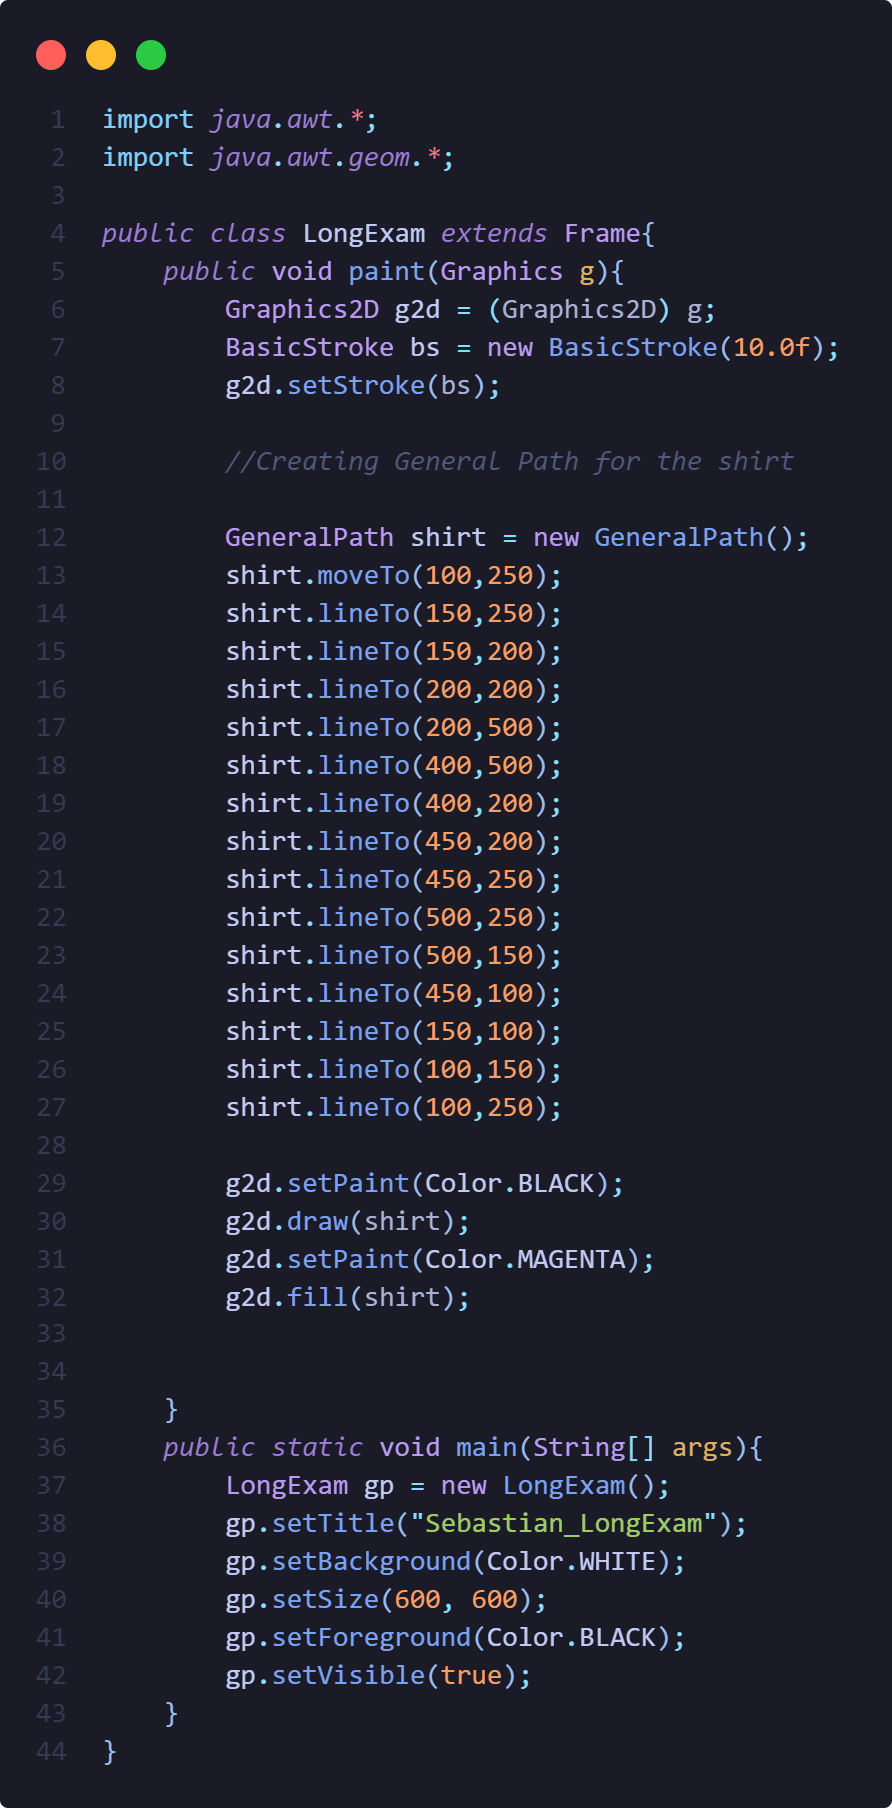 1 import java.awt.*;
2 import java.awt.geom.*;
3
4 public class LongExam extends Frame{
5     public void paint(Graphics g){
6         Graphics2D g2d = (Graphics2D) g;
7         BasicStroke bs = new BasicStroke(10.0f);
8         g2d.setStroke(bs);
9
10         //Creating General Path for the shirt
11
12         GeneralPath shirt = new GeneralPath();
13         shirt.moveTo(100,250);
14         shirt.lineTo(150,250);
15         shirt.lineTo(150,200);
16         shirt.lineTo(200,200);
17         shirt.lineTo(200,500);
18         shirt.lineTo(400,500);
19         shirt.lineTo(400,200);
20         shirt.lineTo(450,200);
21         shirt.lineTo(450,250);
22         shirt.lineTo(500,250);
23         shirt.lineTo(500,150);
24         shirt.lineTo(450,100);
25         shirt.lineTo(150,100);
26         shirt.lineTo(100,150);
27         shirt.lineTo(100,250);
28
29         g2d.setPaint(Color.BLACK);
30         g2d.draw(shirt);
31         g2d.setPaint(Color.MAGENTA);
32         g2d.fill(shirt);
33
34
35     }
36     public static void main(String[] args){
37         LongExam gp = new LongExam();
38         gp.setTitle("Sebastian_LongExam");
39         gp.setBackground(Color.WHITE);
40         gp.setSize(600, 600);
41         gp.setForeground(Color.BLACK);
42         gp.setVisible(true);
43     }
44 }